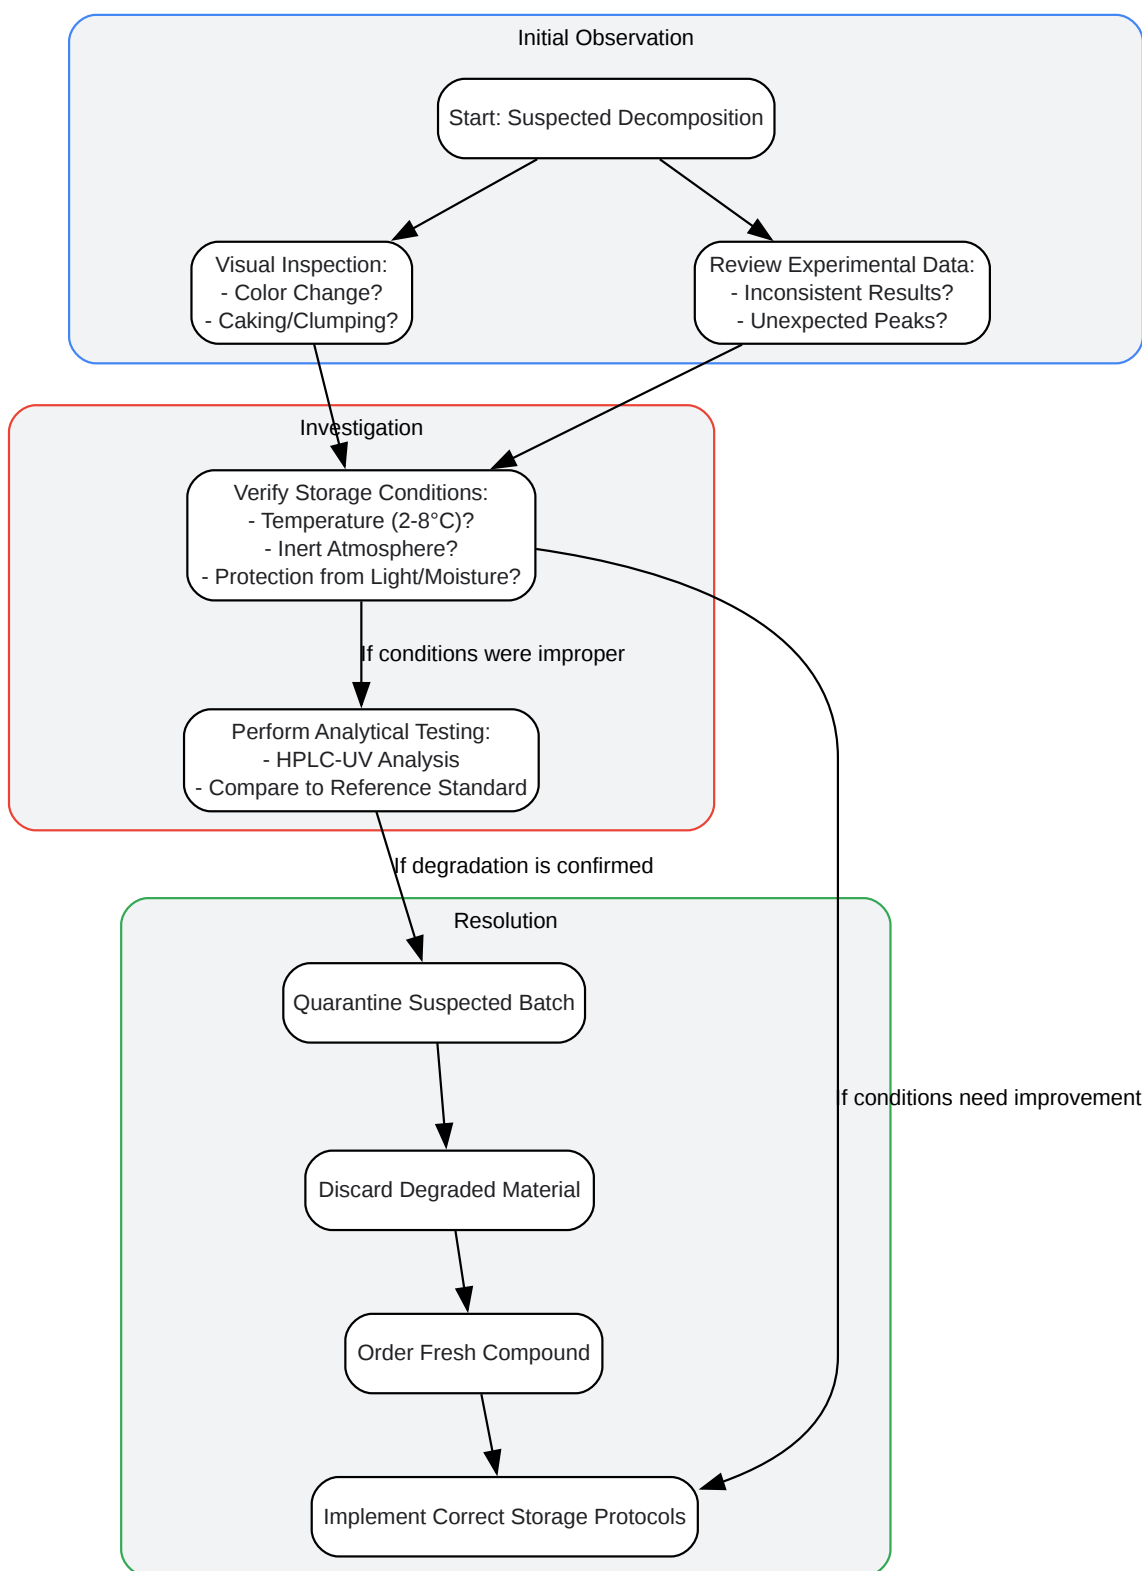 Initial Observation
Start: Suspected Decomposition
Visual Inspection:
- Color Change?
- Caking/Clumping?
Review Experimental Data:
- Inconsistent Results?
- Unexpected Peaks?
Investigation
Verify Storage Conditions:
- Temperature (2-8°C)?
- Inert Atmosphere?
- Protection from Light/Moisture?
If conditions were improper
Perform Analytical Testing:
- HPLC-UV Analysis
- Compare to Reference Standard
If degradation is confirmed
Resolution
Quarantine Suspected Batch
If conditions need improvement
Discard Degraded Material
Order Fresh Compound
Implement Correct Storage Protocols